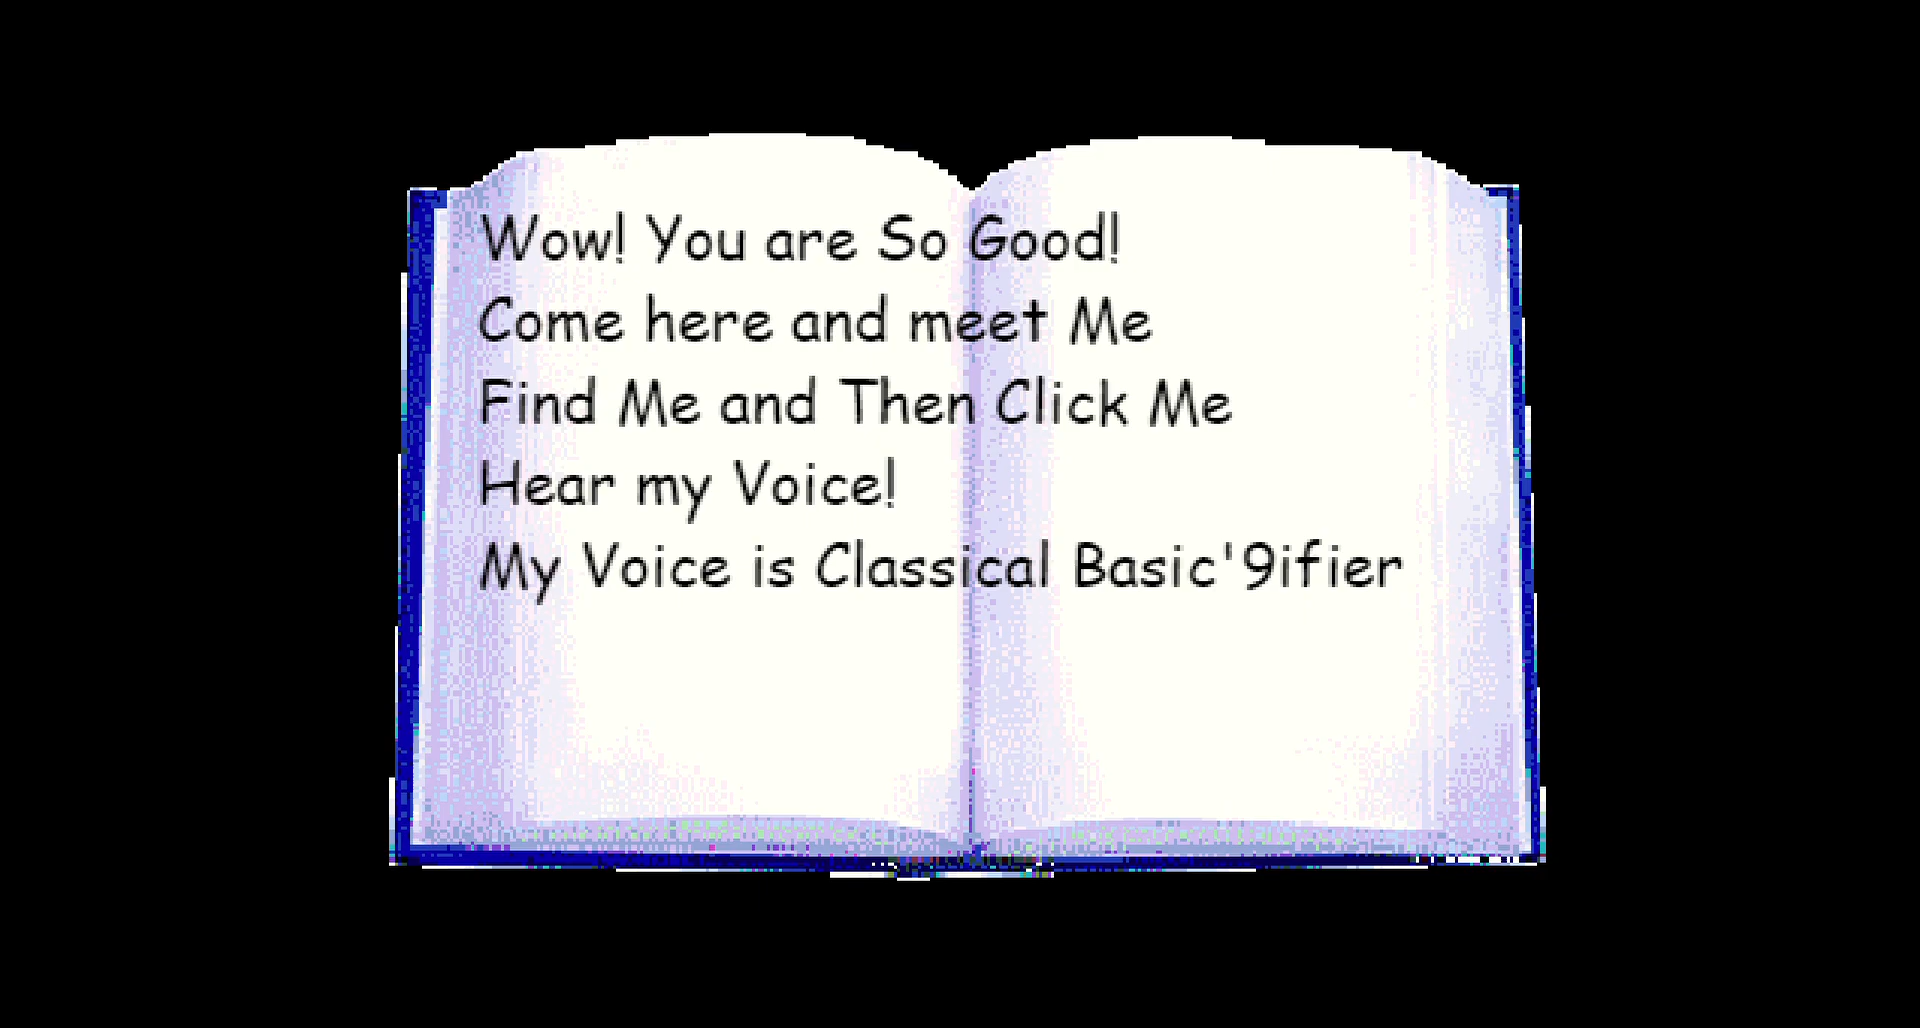 Wow! You are So Good!
Come here and meet Me
Find Me and Then Click Me
Hear my Voice!
My Voice is Classical Basic'9ifier